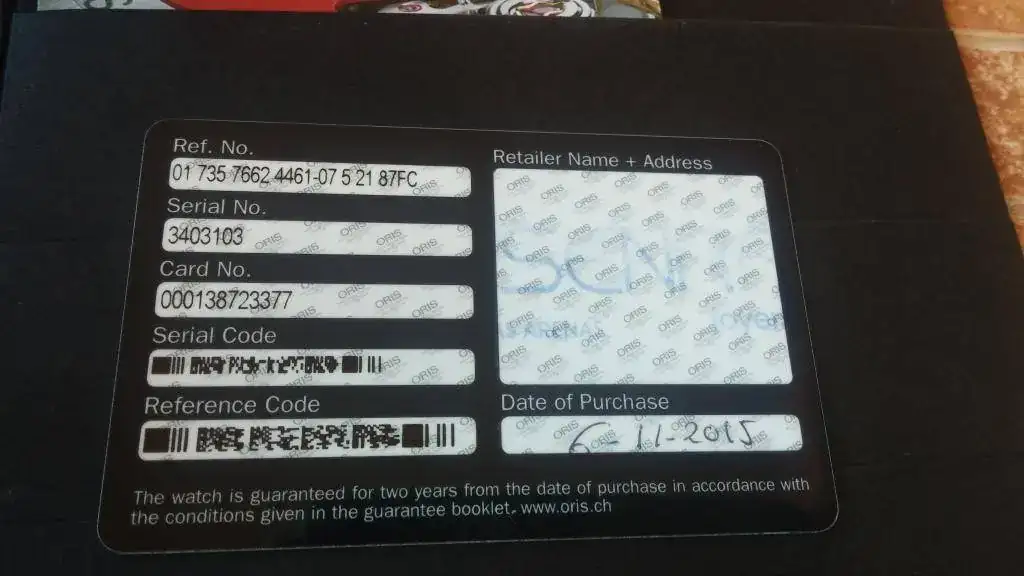 Ref. No.
01 735 7662 4461-07 5 21 87FC
Serial No.
3403103
Card No.
000138723377
Serial Code
Reference Code
Retailer Name + Address
ORIS
ARENAS
Date of Purchase
6-11-2015
The watch is guaranteed for two years from the date of purchase in accordance with
the conditions given in the guarantee booklet. www.oris.ch